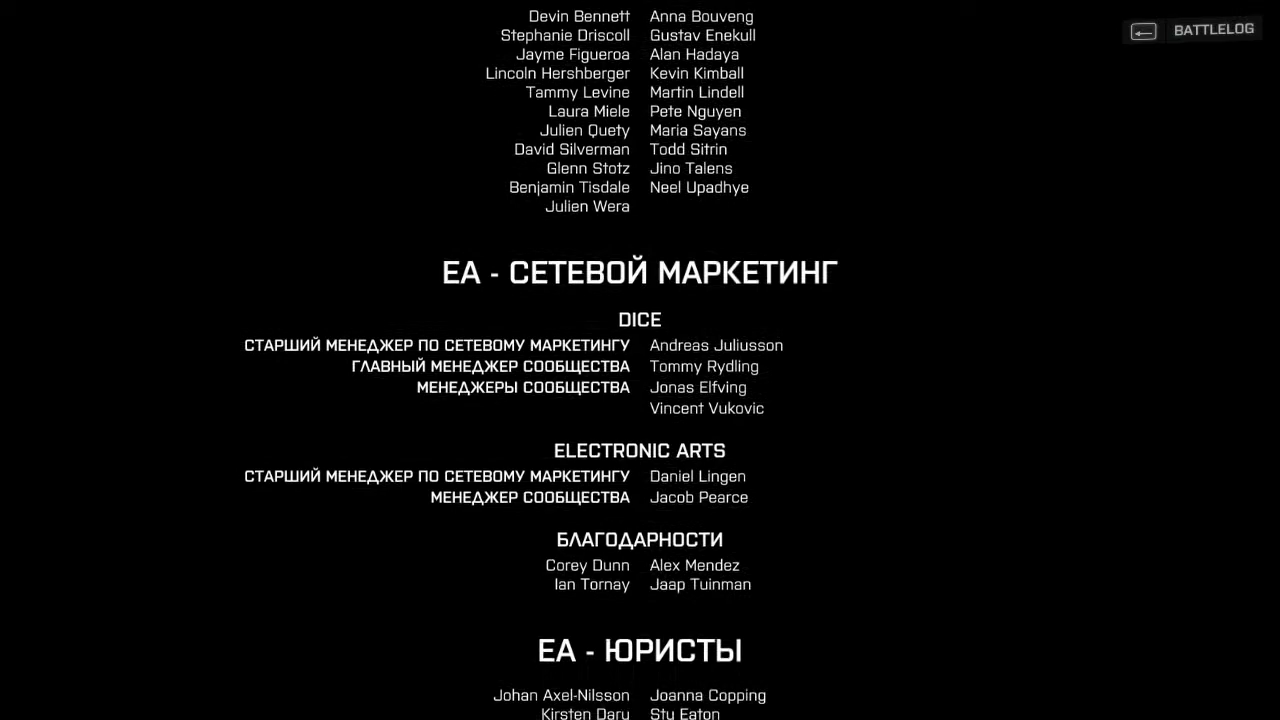 Devin Bennett Anna Bouveng
BATTLELOG
Stephanie Driscoll Gustav Enekull
Jayme Figueroa Alan Hadaya
Lincoln Hershberger Kevin Kimball
Tammy Levine Martin Lindell
Laura Miele Pete Nguyen
Julien Quety Maria Sayans
David Silverman Todd Sitrin
Glenn Stotz Jino Talens
Benjamin Tisdale Neel Upadhye
Julien Wera
EA - СЕТЕВОЙ МАРКЕТИНГ
DICE
СТАРШИЙ МЕНЕДЖЕР ПО СЕТЕВОМУ МАРКЕТИНГУ Andreas Juliusson
ГЛАВНЫЙ МЕНЕДЖЕР СООБЩЕСТВА Tommy Rydling
МЕНЕДЖЕРЫ СООБЩЕСТВА Jonas Elfving
Vincent Vukovic
ELECTRONIC ARTS
СТАРШИЙ МЕНЕДЖЕР ПО СЕТЕВОМУ МАРКЕТИНГУ Daniel Lingen
МЕНЕДЖЕР СООБЩЕСТВА Jacob Pearce
БЛАГОДАРНОСТИ
Corey Dunn Alex Mendez
Ian Tornay Jaap Tuinman
EA - ЮРИСТЫ
Johan Axel-Nilsson Joanna Copping
Kirsten Daru Stu Eaton